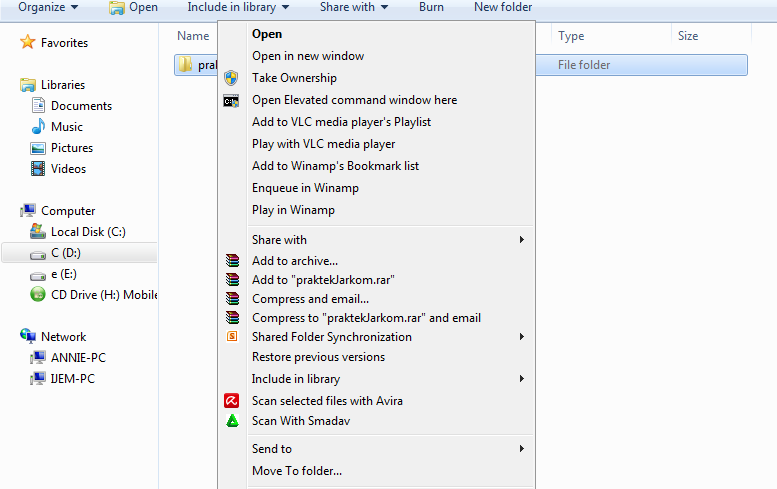 Organize Open Include in library Share with Burn New folder
Name Type Size
Favorites
Libraries
Documents
Music
Pictures
Videos
Computer
Local Disk (C:)
C (D:)
e (E:)
CD Drive (H:) Mobile
Network
ANNIE-PC
IJEM-PC
pra
File folder
Open
Open in new window
Take Ownership
Open Elevated command window here
Add to VLC media player's Playlist
Play with VLC media player
Add to Winamp's Bookmark list
Enqueue in Winamp
Play in Winamp
Share with
Add to archive...
Add to "praktekJarkom.rar"
Compress and email...
Compress to "praktekJarkom.rar" and email
Shared Folder Synchronization
Restore previous versions
Include in library
Scan selected files with Avira
Scan With Smadav
Send to
Move To folder...